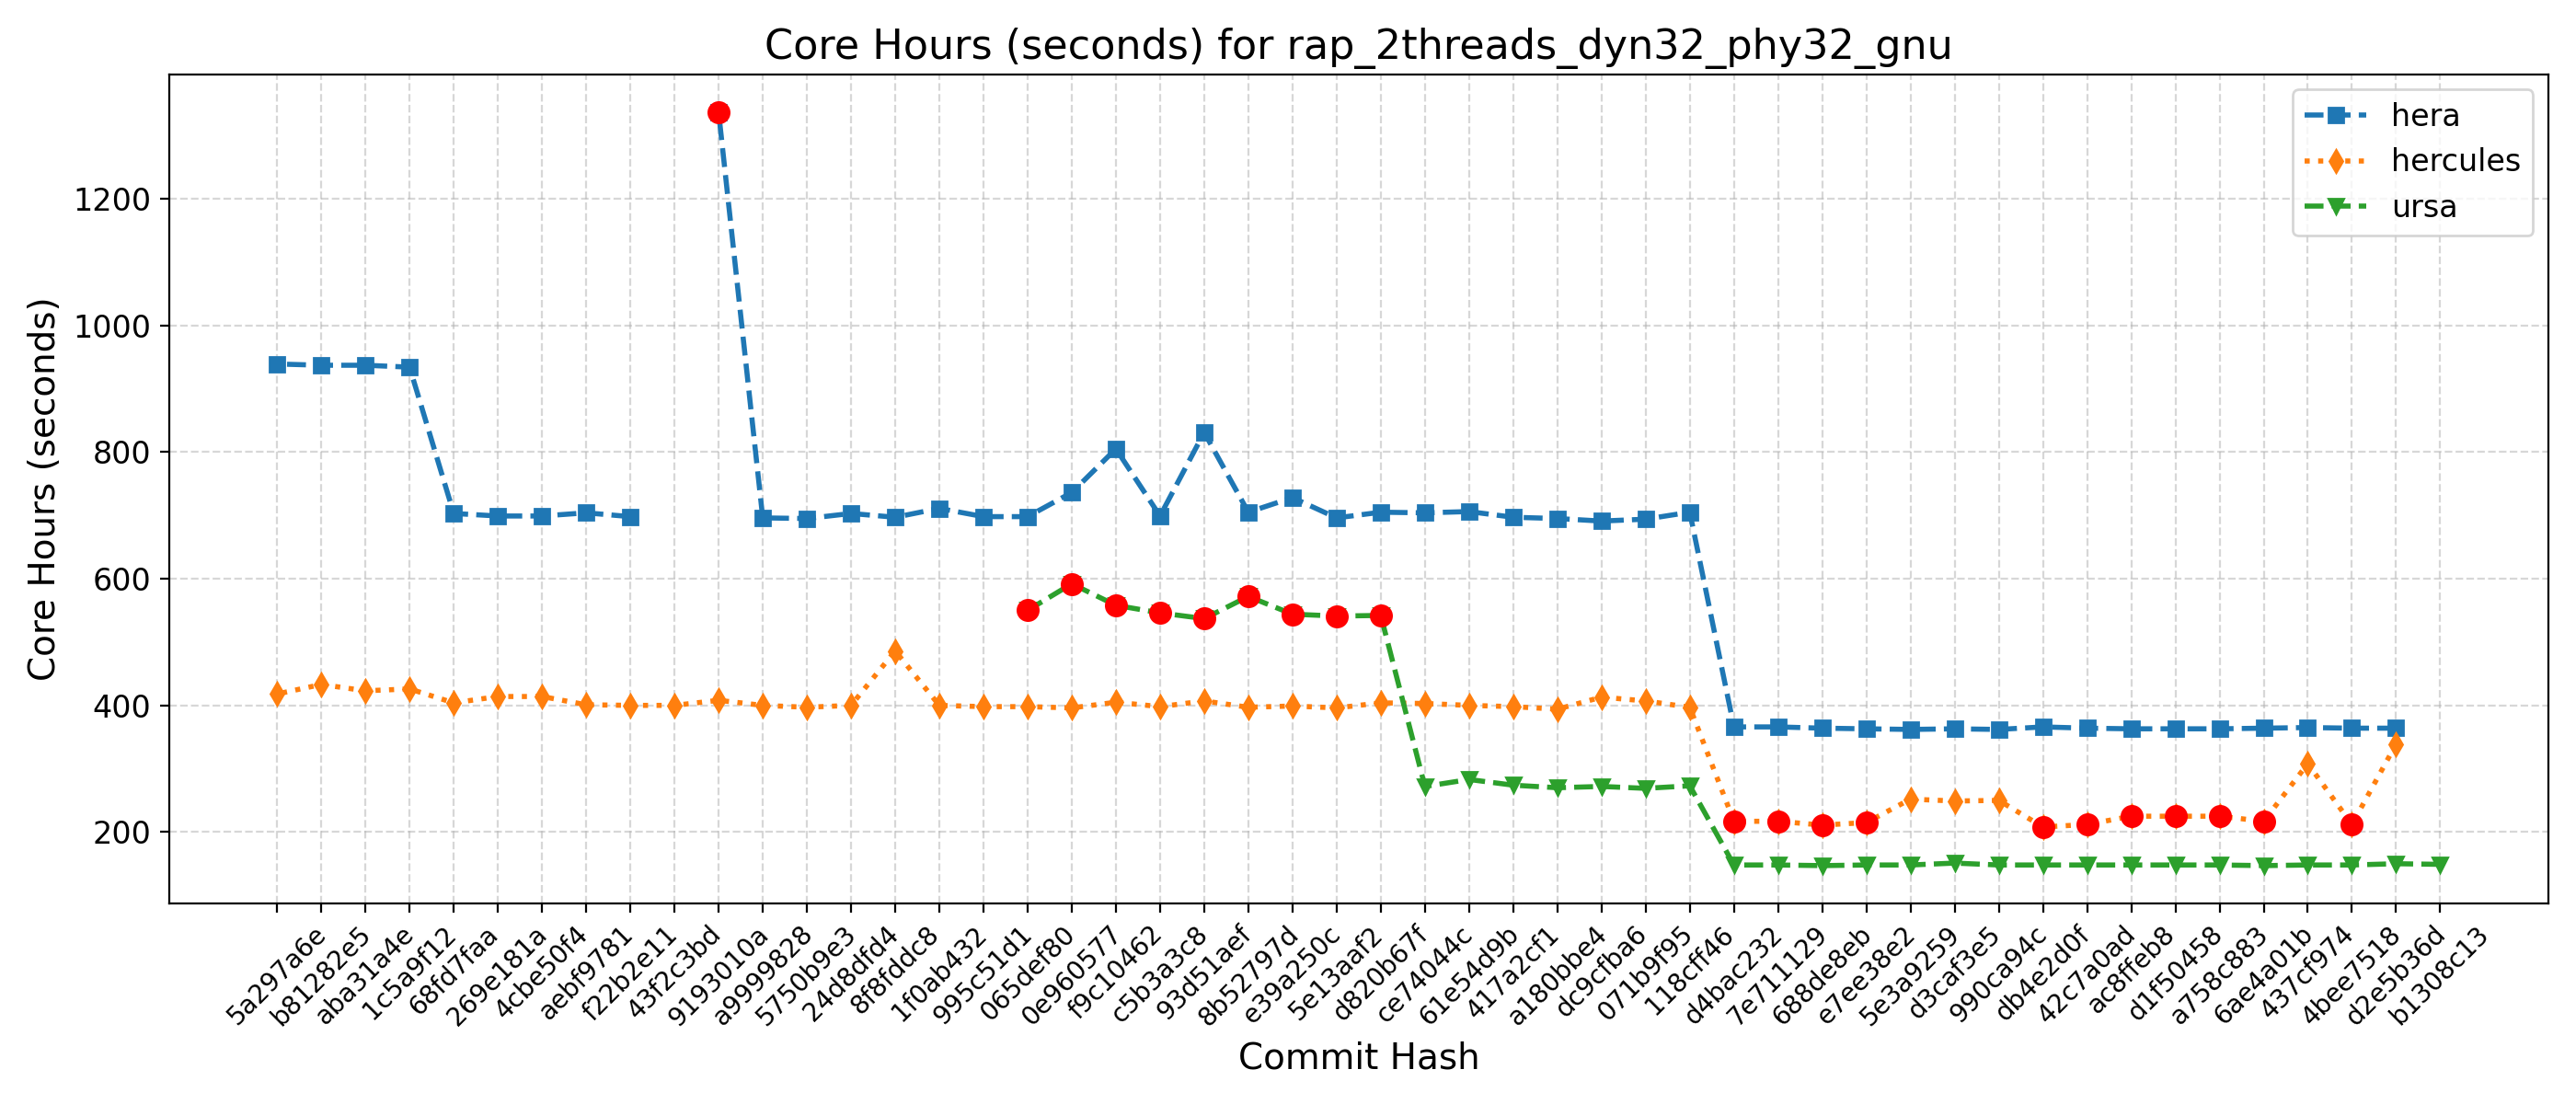 Core Hours (seconds) for rap_2threads_dyn32_phy32_gnu
hera
hercules
ursa
Core Hours (seconds)
1200
1000
800
600
400
200
5a297a6e
b81282e5
aba31a4e
1c5a9f12
68fd7faa
269e181a
4cbe50f4
aebf9781
f22b2e11
43f2c3bd
9193010a
a9999828
5750b9e3
24d8dfd4
8f8fddc8
1f0ab432
995c51d1
065def80
0e960577
f9c10462
c5b3a3c8
93d51aef
8b52797d
e39a250c
5e13aaf2
d820b67f
ce74044c
61e54d9b
417a2cf1
a180bbe4
dc9cfba6
071b9f95
118cff46
d4bac232
7e711129
688de8eb
e7ee38e2
5e3a9259
d3caf3e5
990ca94c
db4e2d0f
42c7a0ad
ac8ffeb8
d1f50458
a758c883
6ae4a01b
437cf974
4bee7518
d2e5b36d
b1308c13
Commit Hash